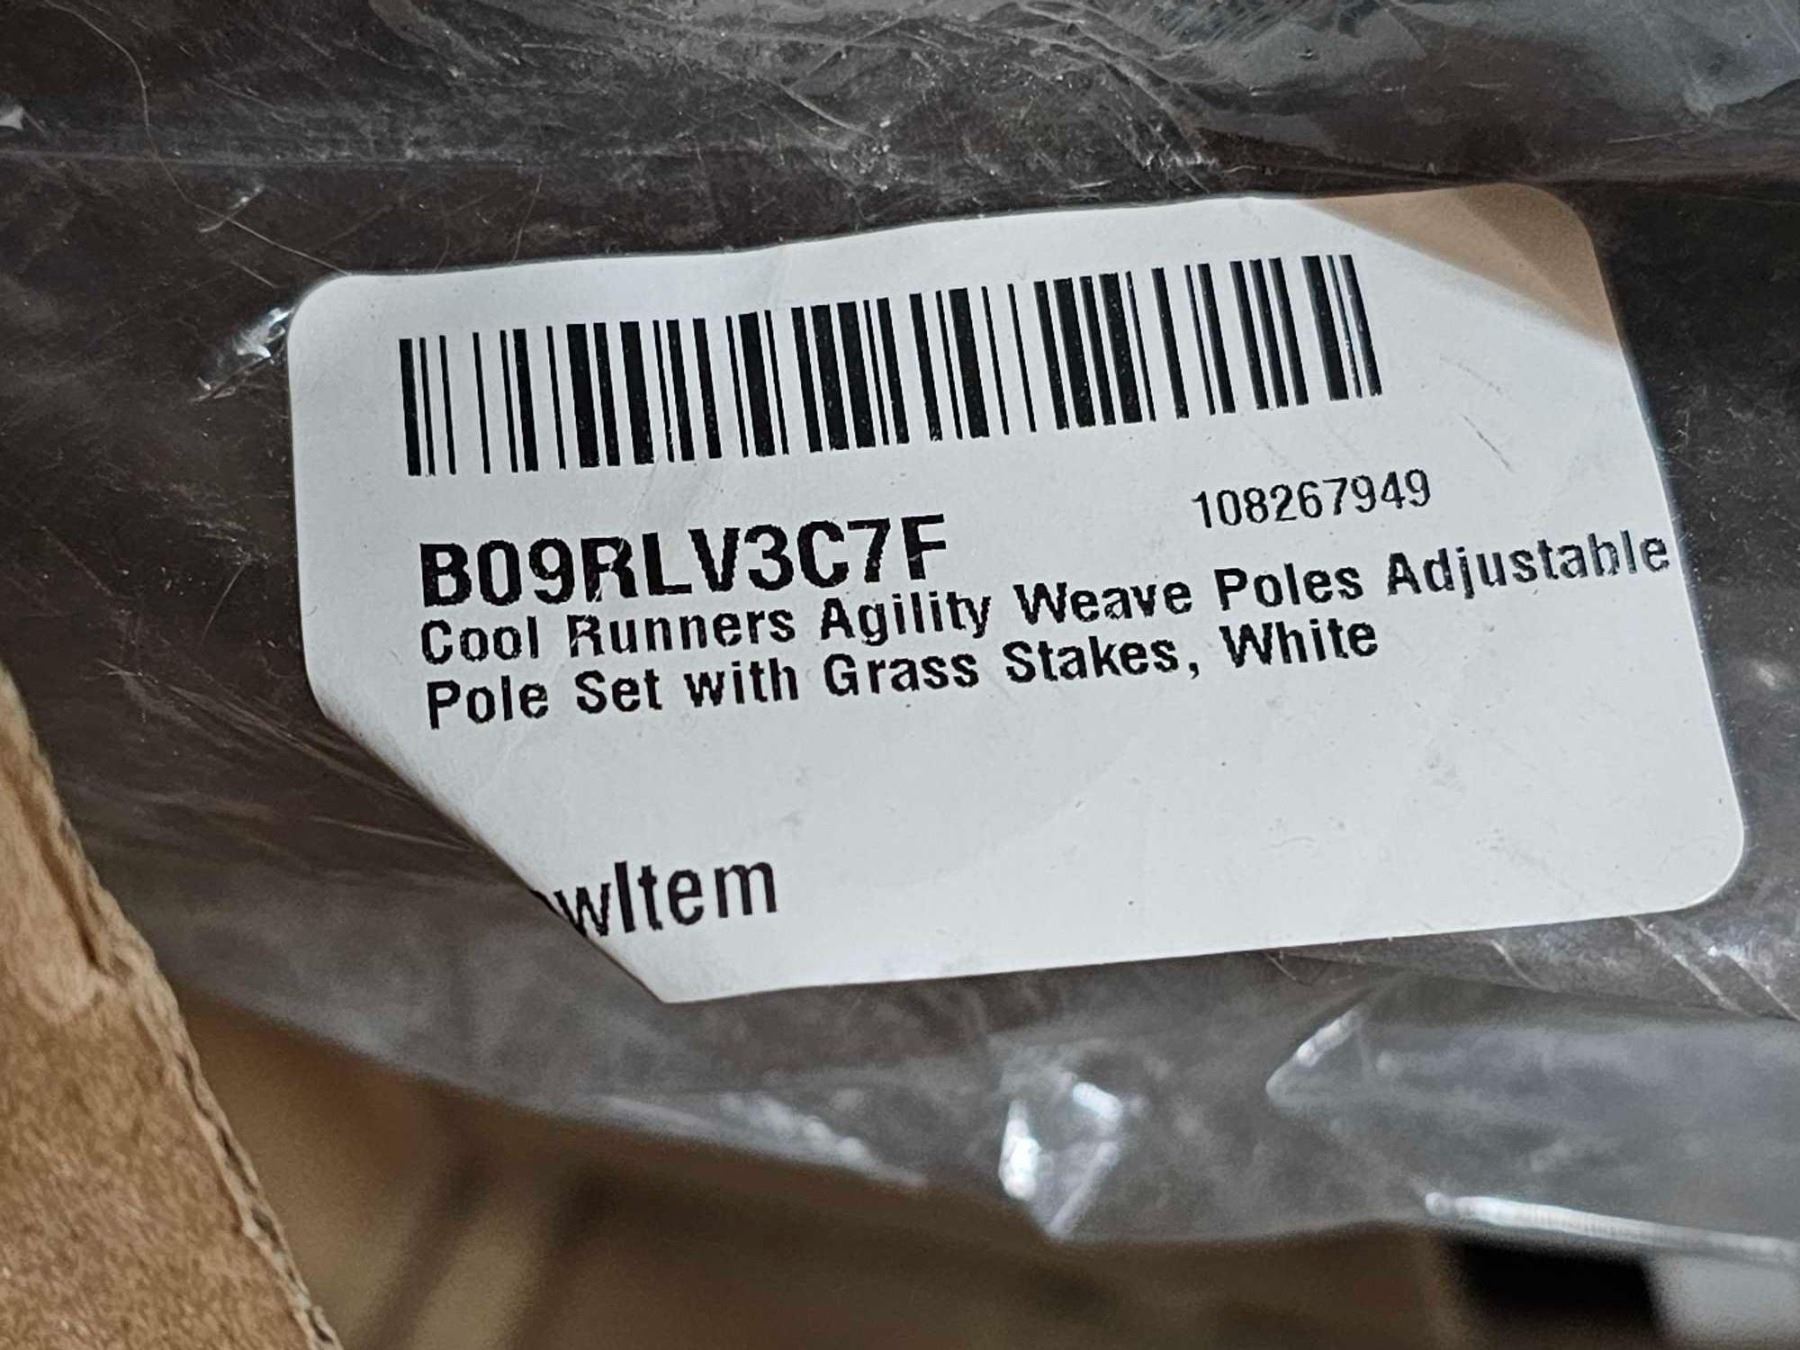 108267949
B09RLV3C7F
Cool Runners Agility Weave Poles Adjustable
Pole Set with Grass Stakes, White
wItem